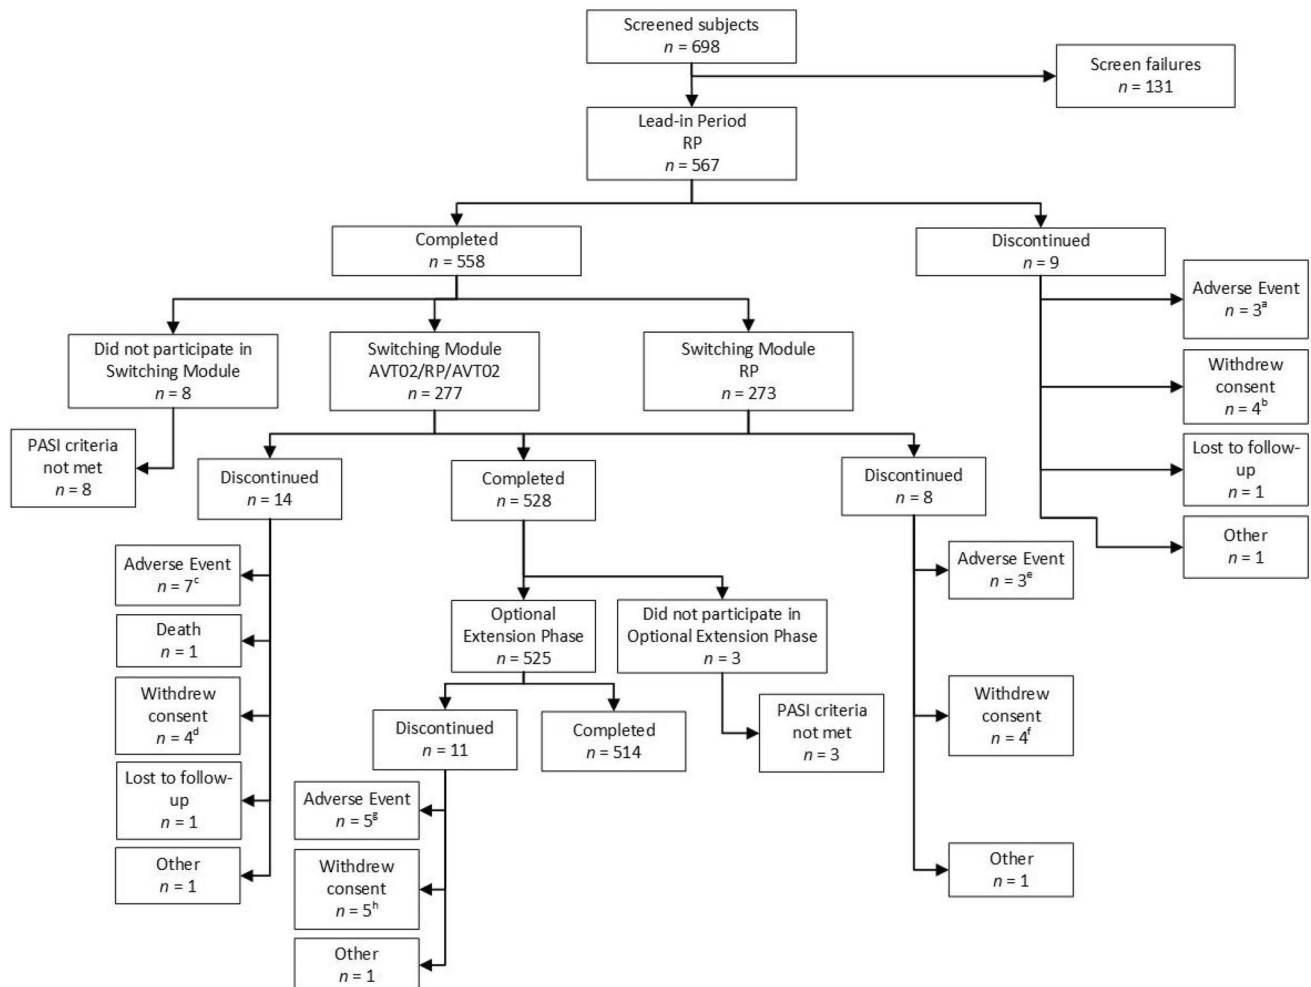 Screened subjects
n = 698
Screen failures
n = 131
Lead-in Period
RP
n = 567
Completed
n = 558
Discontinued
n = 9
Adverse Event
n = 3ᵃ
Withdrew
consent
n = 4ᵇ
Lost to follow-
up
n = 1
Other
n = 1
Did not participate in
Switching Module
n = 8
PASI criteria
not met
n = 8
Switching Module
AVT02/RP/AVT02
n = 277
Switching Module
RP
n = 273
Discontinued
n = 14
Adverse Event
n = 7ᶜ
Death
n = 1
Withdrew
consent
n = 4ᵈ
Lost to follow-
up
n = 1
Other
n = 1
Completed
n = 528
Optional
Extension Phase
n = 525
Did not participate in
Optional Extension Phase
n = 3
PASI criteria
not met
n = 3
Discontinued
n = 11
Completed
n = 514
Adverse Event
n = 5ᵍ
Withdrew
consent
n = 5ʰ
Other
n = 1
Discontinued
n = 8
Adverse Event
n = 3ᵉ
Withdrew
consent
n = 4ᶠ
Other
n = 1